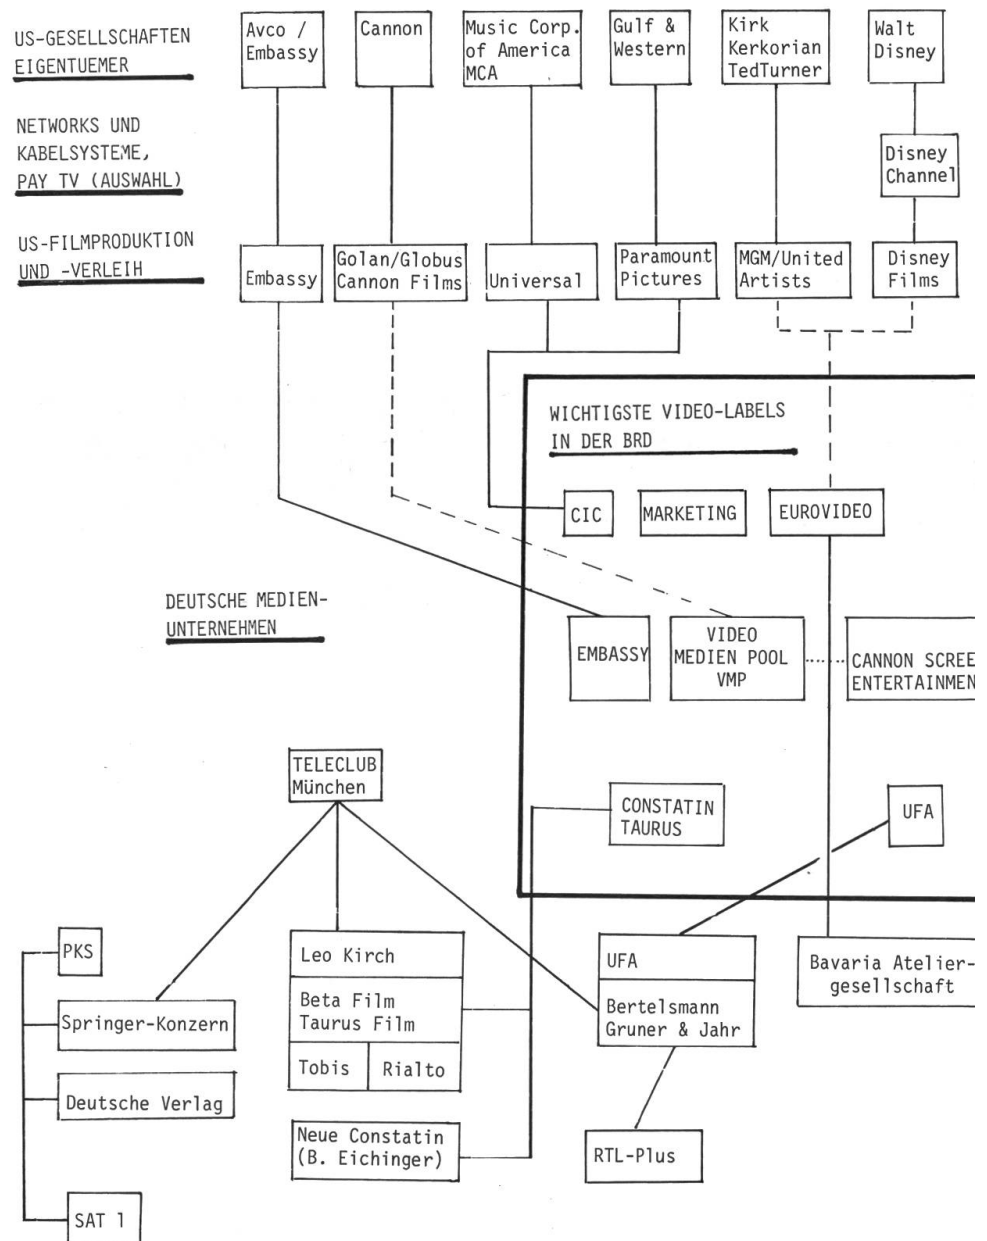 US-GESELLSCHAFTEN
EIGENTUEMER
Avco /
Embassy
Cannon
Music Corp.
of America
MCA
Gulf &
Western
Kirk
Kerkorian
TedTurner
Walt
Disney
NETWORKS UND
KABELSYSTEME,
PAY TV (AUSWAHL)
Disney
Channel
US-FILMPRODUKTION
UND -VERLEIH
Embassy
Golan/Globus
Cannon Films
Universal
Paramount
Pictures
MGM/United
Artists
Disney
Films
WICHTIGSTE VIDEO-LABELS
IN DER BRD
CIC
MARKETING
EUROVIDEO
DEUTSCHE MEDIEN-
UNTERNEHMEN
EMBASSY
VIDEO
MEDIEN POOL
VMP
CANNON SCREE
ENTERTAINMEN
TELECLUB
München
CONSTATIN
TAURUS
UFA
PKS
Springer-Konzern
Deutsche Verlag
SAT 1
Leo Kirch
Beta Film
Taurus Film
Tobis
Rialto
Neue Constatin
(B. Eichinger)
UFA
Bertelsmann
Gruner & Jahr
RTL-Plus
Bavaria Atelier-
gesellschaft